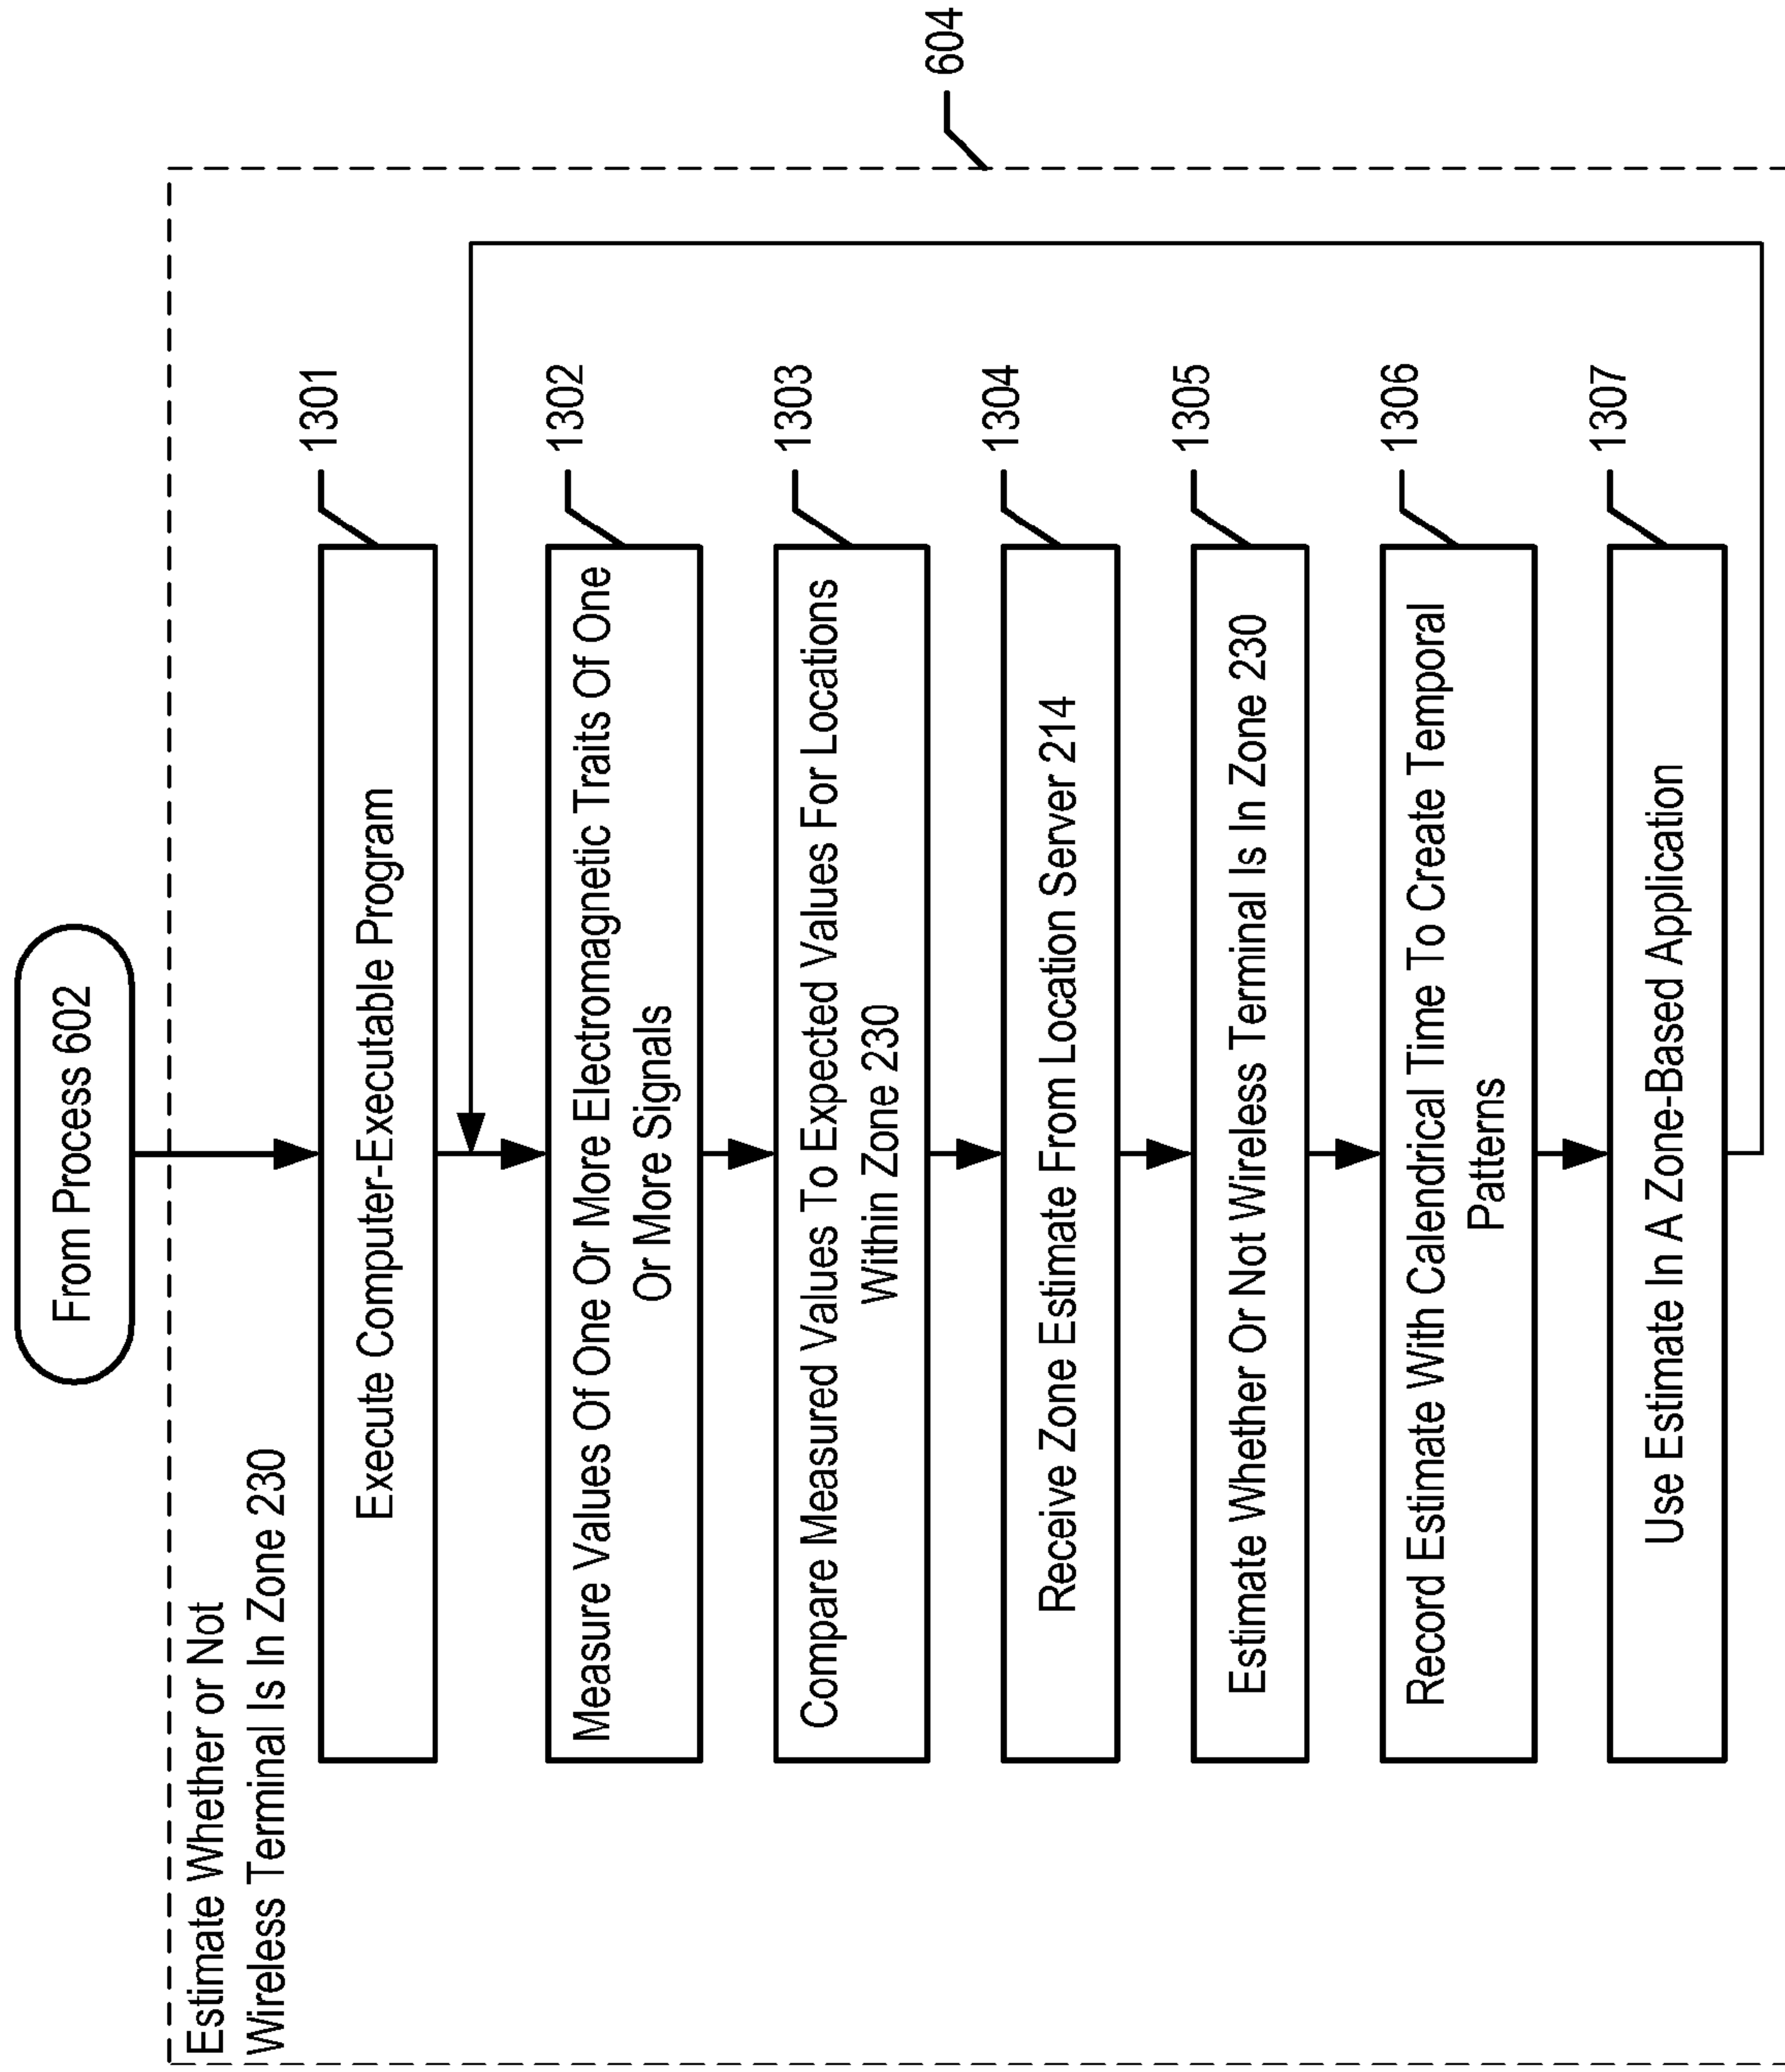 From Process 602
Estimate Whether or Not
Wireless Terminal Is In Zone 230
604
1301
Execute Computer-Executable Program
1302
Measure Values Of One Or More Electromagnetic Traits Of One
Or More Signals
1303
Compare Measured Values To Expected Values For Locations
Within Zone 230
1304
Receive Zone Estimate From Location Server 214
1305
Estimate Whether Or Not Wireless Terminal Is In Zone 230
1306
Record Estimate With Calendrical Time To Create Temporal
Patterns
1307
Use Estimate In A Zone-Based Application